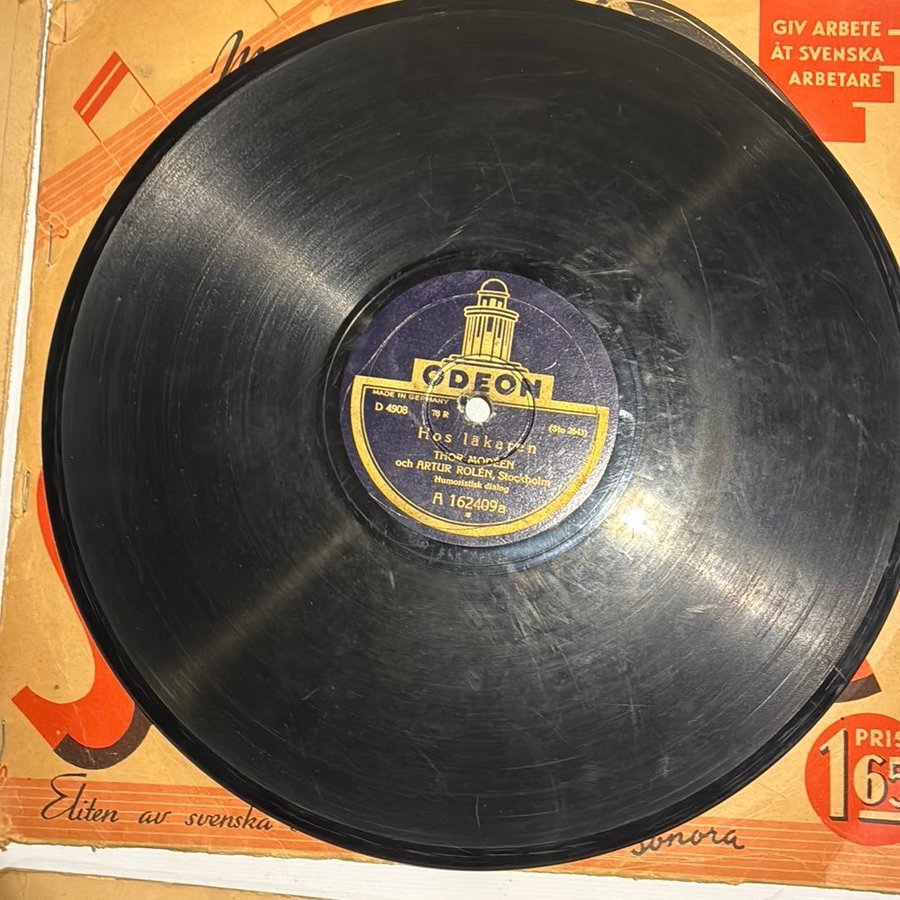 GIV ARBETE
ÅT SVENSKA
ARBETARE
ODEON
MADE IN GERMANY
D 4908
78 R
(Sto 2643)
Hos läkaren
THOR MODÉEN
och ARTUR ROLÉN, Stockholm
Humoristisk dialog
A 162409a
*
PRIS
1 65
Eliten av svenska
sonora